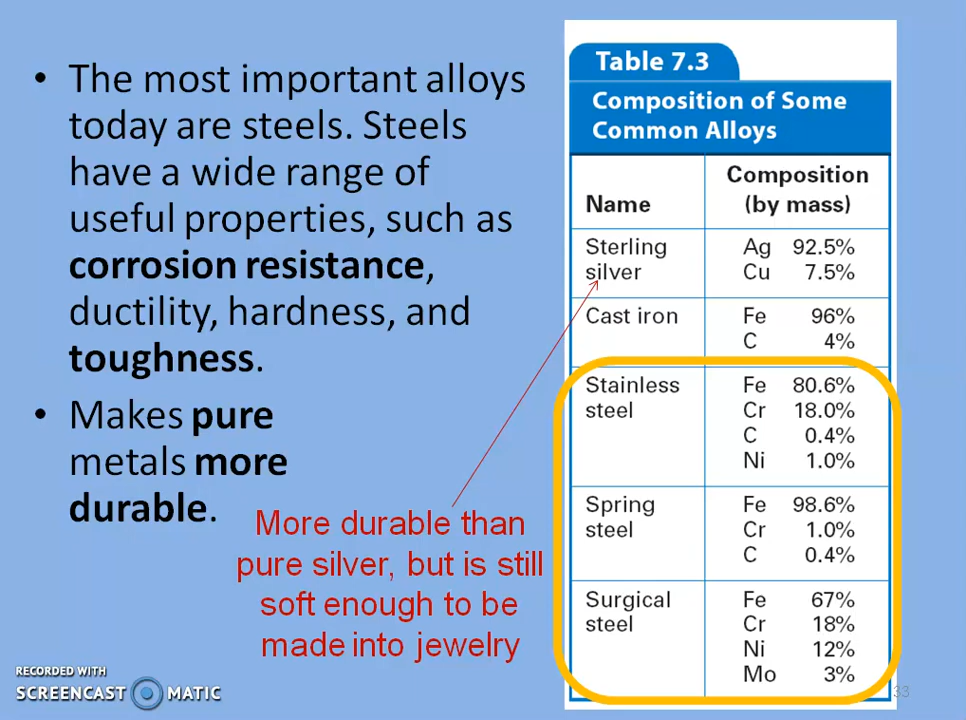 • The most important alloys
today are steels. Steels
have a wide range of
useful properties, such as
corrosion resistance,
ductility, hardness, and
toughness.
• Makes pure
metals more
durable.
More durable than
pure silver, but is still
soft enough to be
made into jewelry
Table 7.3
Composition of Some
Common Alloys
Name
Composition
(by mass)
Sterling
silver
Ag 92.5%
Cu 7.5%
Cast iron
Fe 96%
C 4%
Stainless
steel
Fe 80.6%
Cr 18.0%
C 0.4%
Ni 1.0%
Spring
steel
Fe 98.6%
Cr 1.0%
C 0.4%
Surgical
steel
Fe 67%
Cr 18%
Ni 12%
Mo 3%
RECORDED WITH
SCREENCAST MATIC
33